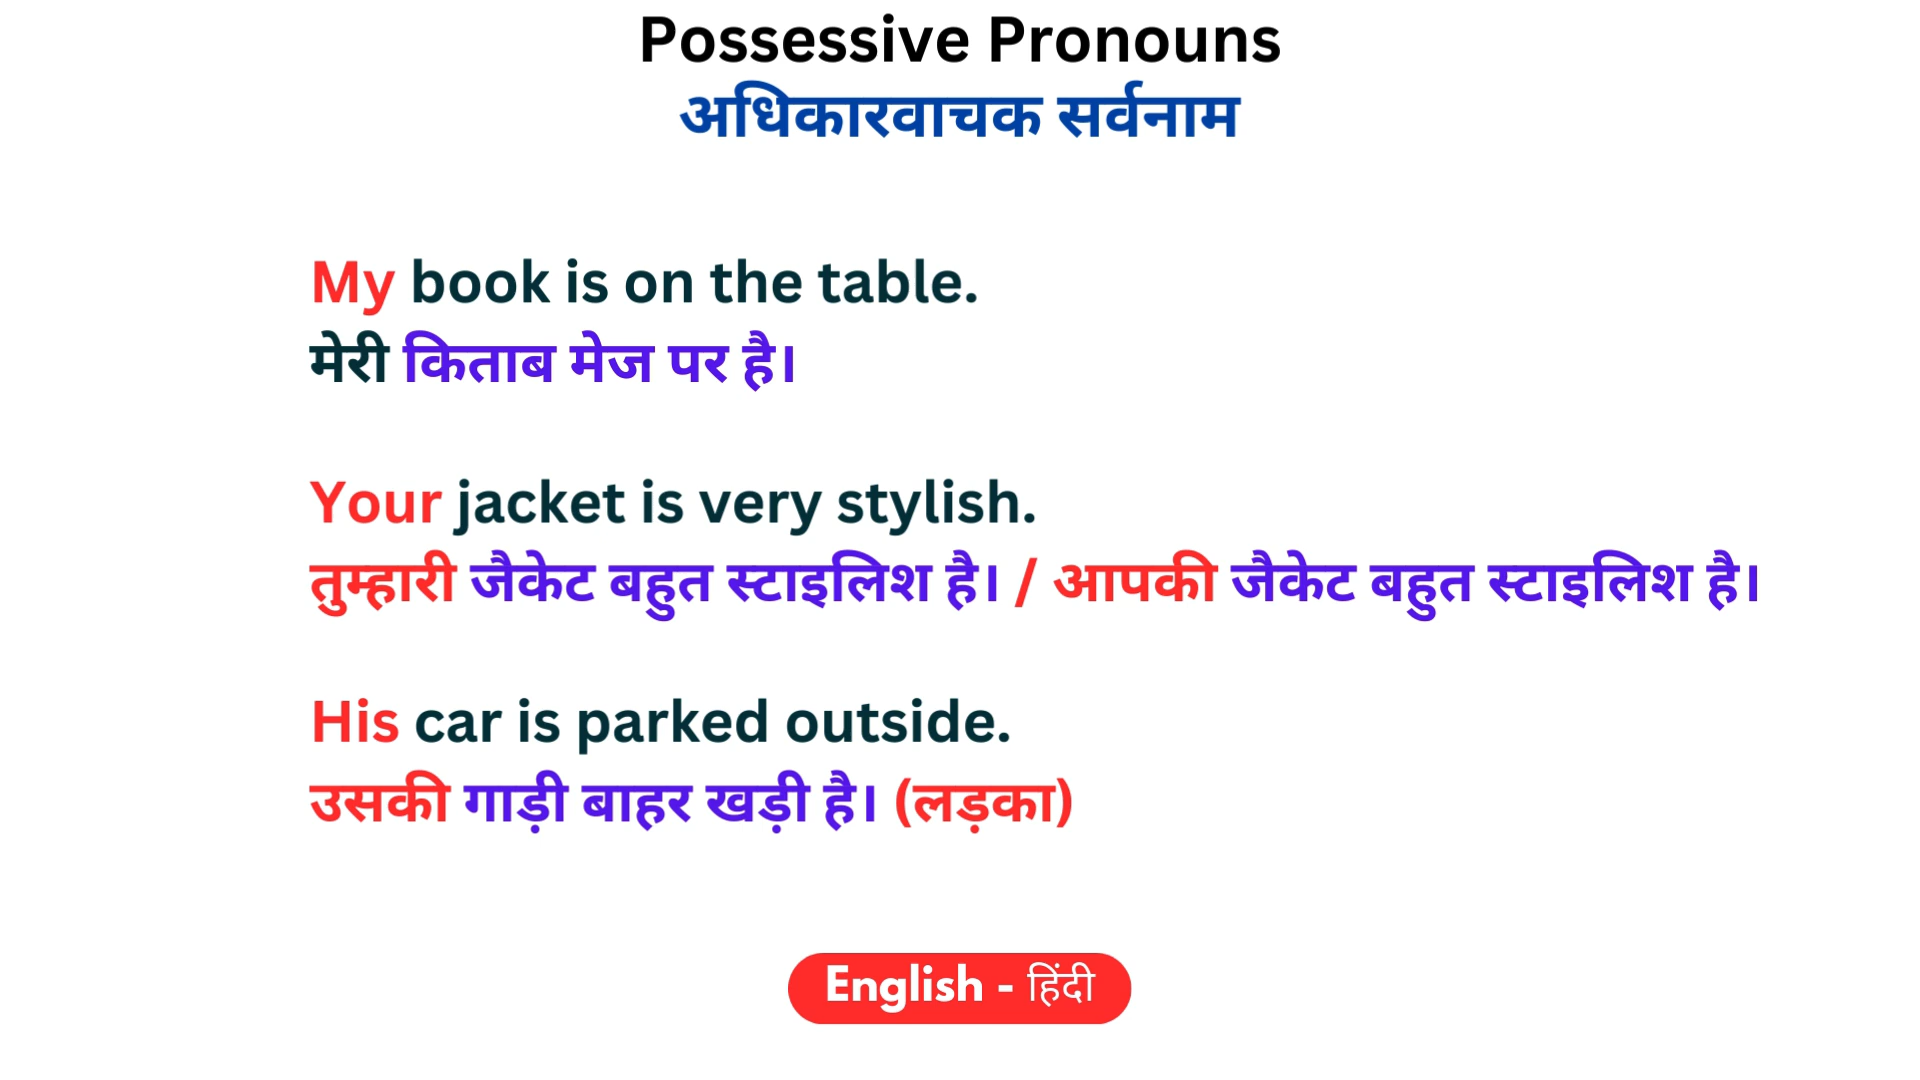 Possessive Pronouns
अधिकारवाचक सर्वनाम
My book is on the table.
मेरी किताब मेज पर है।
Your jacket is very stylish.
तुम्हारी जैकेट बहुत स्टाइलिश है। / आपकी जैकेट बहुत स्टाइलिश है।
His car is parked outside.
उसकी गाड़ी बाहर खड़ी है। (लड़का)
English - हिंदी